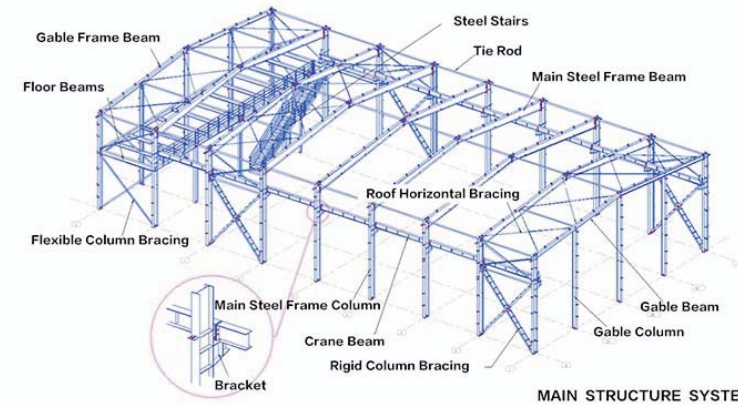 Steel Stairs
Gable Frame Beam
Tie Rod
Main Steel Frame Beam
Floor Beams
Roof Horizontal Bracing
Flexible Column Bracing
Main Steel Frame Column
Gable Beam
Gable Column
Crane Beam
Rigid Column Bracing
Bracket
MAIN STRUCTURE SYSTE